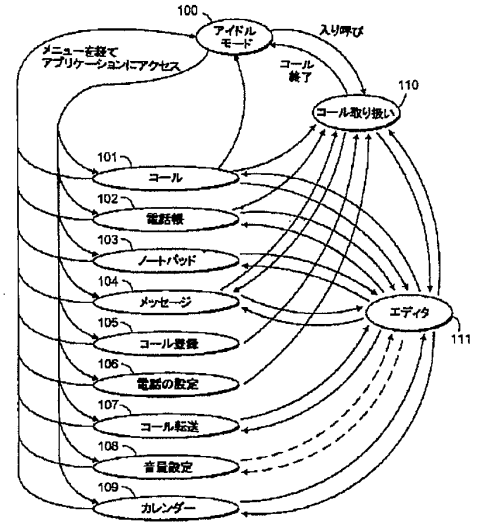 100
アイドル
モード
メニューを経て
アプリケーションにアクセス
入り呼び
コール
終了
110
コール取り扱い
101
コール
102
電話帳
103
ノートパッド
104
メッセージ
105
コール登録
106
電話の設定
107
コール転送
108
音量設定
109
カレンダー
エディタ
111